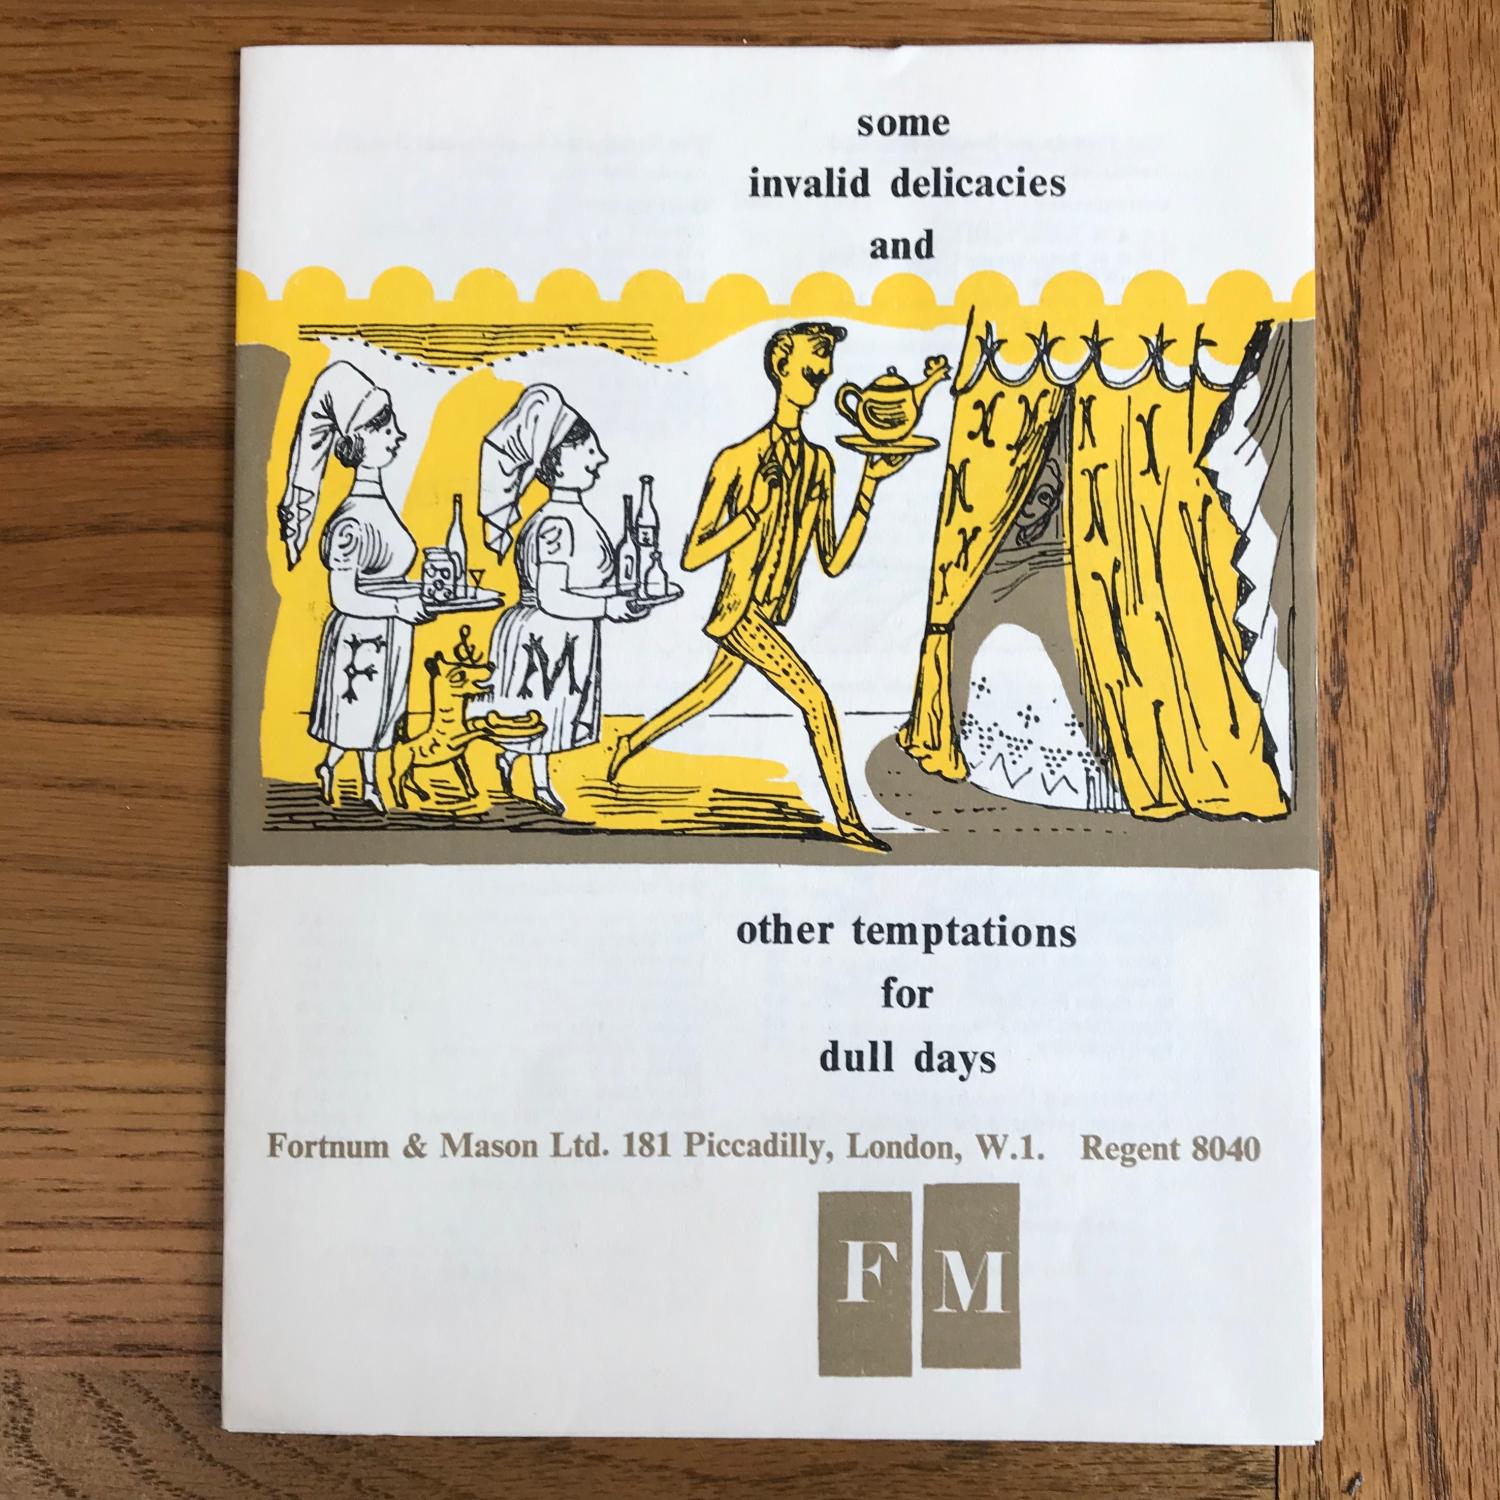 some
invalid delicacies
and
F & M
other temptations
for
dull days
Fortnum & Mason Ltd. 181 Piccadilly, London, W.1. Regent 8040
F M